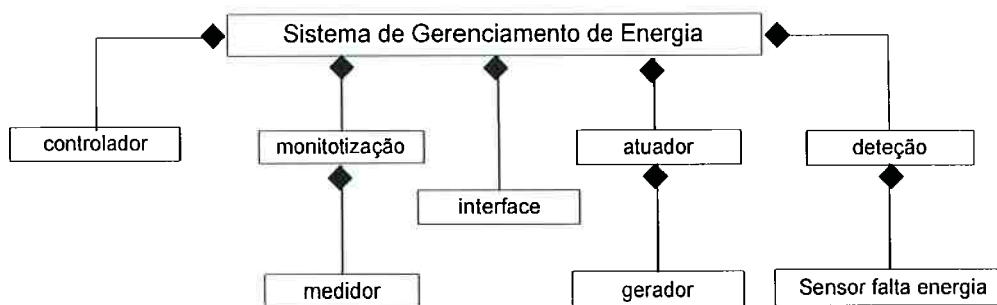 Sistema de Gerenciamento de Energia
controlador
monitotização
atuador
deteção
interface
medidor
gerador
Sensor falta energia